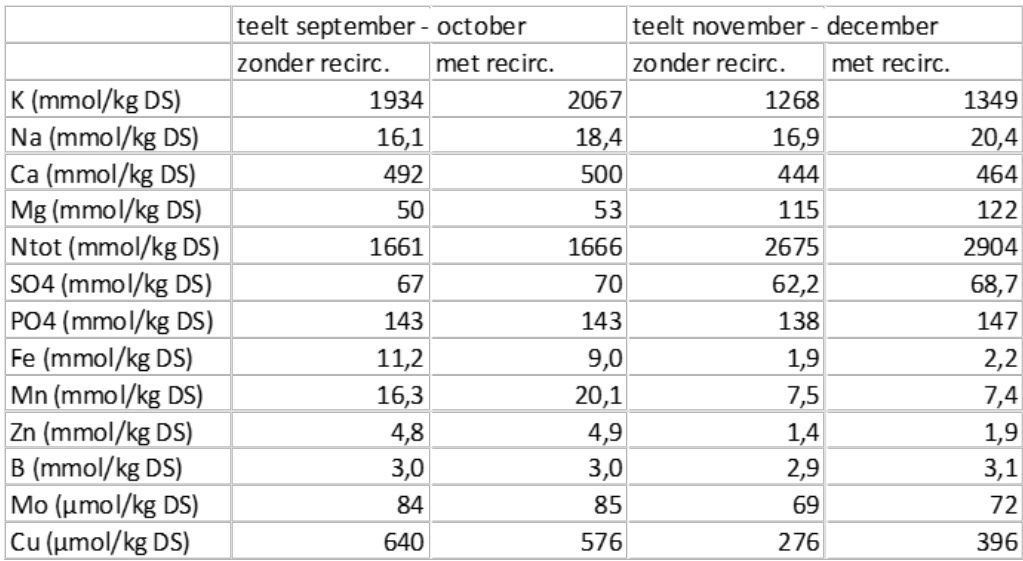 teelt september - october teelt november - december
zonder recirc. met recirc. zonder recirc. met recirc.
K (mmol/kg DS) 1934 2067 1268 1349
Na (mmol/kg DS) 16,1 18,4 16,9 20,4
Ca (mmol/kg DS) 492 500 444 464
Mg (mmol/kg DS) 50 53 115 122
Ntot (mmol/kg DS) 1661 1666 2675 2904
SO4 (mmol/kg DS) 67 70 62,2 68,7
PO4 (mmol/kg DS) 143 143 138 147
Fe (mmol/kg DS) 11,2 9,0 1,9 2,2
Mn (mmol/kg DS) 16,3 20,1 7,5 7,4
Zn (mmol/kg DS) 4,8 4,9 1,4 1,9
B (mmol/kg DS) 3,0 3,0 2,9 3,1
Mo (µmol/kg DS) 84 85 69 72
Cu (µmol/kg DS) 640 576 276 396